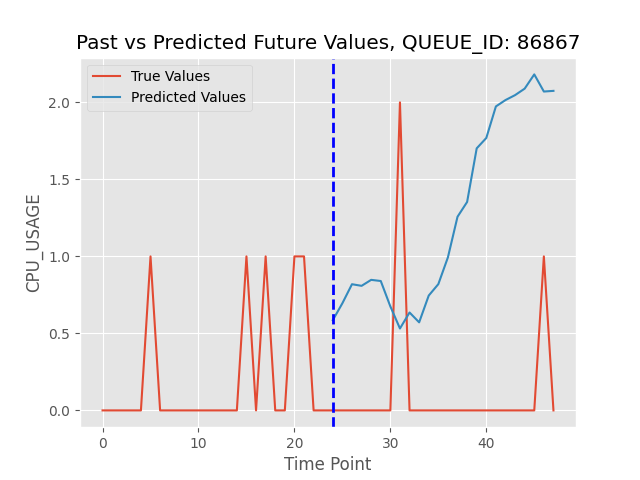 Past vs Predicted Future Values, QUEUE_ID: 86867
True Values
Predicted Values
CPU_USAGE
2.0
1.5
1.0
0.5
0.0
0
10
20
30
40
Time Point